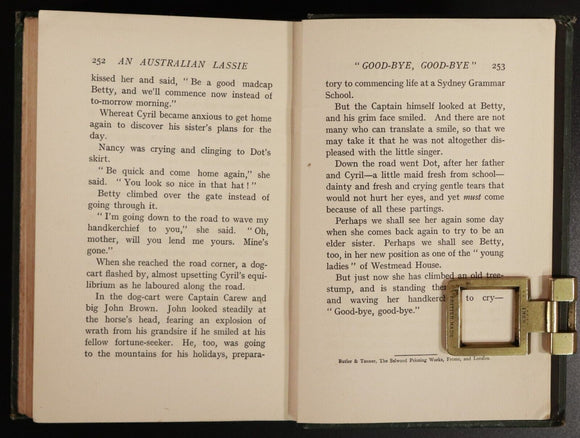 252 AN AUSTRALIAN LASSIE
kissed her and said, " Be a good madcap
Betty, and we'll commence now instead of
to-morrow morning."
Whereat Cyril became anxious to get home
again to discover his sister's plans for the
day.
Nancy was crying and clinging to Dot's
skirt.
" Be quick and come home again," she
said. " You look so nice in that hat ! "
Betty climbed over the gate instead of
going through it.
" I'm going down to the road to wave my
handkerchief to you," she said. " Oh,
mother, will you lend me yours. Mine's
gone."
When she reached the road corner, a dog-
cart flashed by, almost upsetting Cyril's equi-
librium as he laboured along the road.
In the dog-cart were Captain Carew and
big John Brown. John looked steadily at
the horse's head, fearing an explosion of
wrath from his grandsire if he smiled at his
fellow fortune-seeker. He, too, was going
to the mountains for his holidays, prepara-
" GOOD-BYE, GOOD-BYE " 253
tory to commencing life at a Sydney Grammar
School.
But the Captain himself looked at Betty,
and his grim face smiled. And there are not
many who can translate a smile, so that we
may take it that he was not altogether dis-
pleased with the little singer.
Down the road went Dot, after her father
and Cyril—a little maid fresh from school—
dainty and fresh and crying gentle tears that
would not hurt her eyes, and yet must come
because of all these partings.
Perhaps we shall see her again some day
when she comes back again to try to be an
elder sister. Perhaps we shall see Betty,
too, in her new position as one of the " young
ladies " of Westmead House.
But just now she has climbed an old tree-
stump, and is standing
and waving her to cry—
" Good-bye, good-bye."
Butler & Tanner, The Selwood Printing Works, Frome, and London.